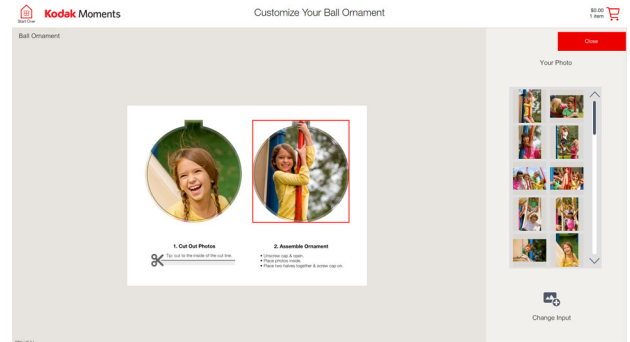 Start Over
Kodak Moments
Customize Your Ball Ornament
$0.00
1 item
Ball Ornament
Close
Your Photo
1. Cut Out Photos
Tip: cut to the inside of the cut line.
2. Assemble Ornament
• Unscrew cap & open.
• Place photos inside.
• Place two halves together & screw cap on.
Change Input